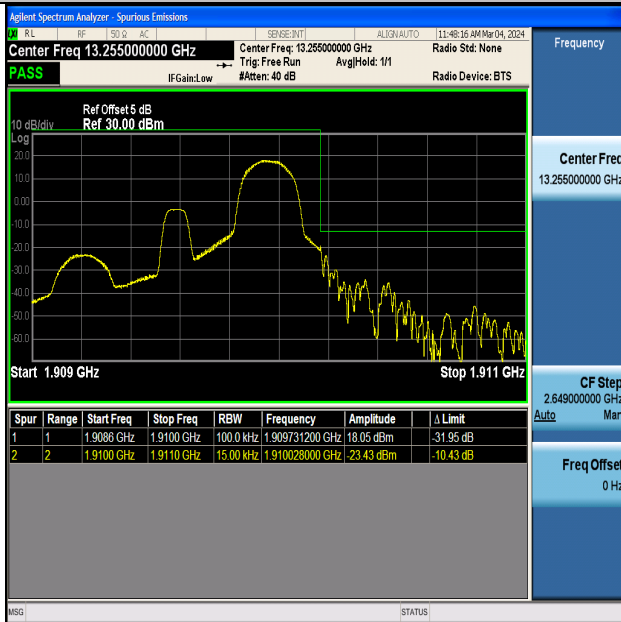 Agilent Spectrum Analyzer - Spurious Emissions
RL RF 50 Ω AC SENSE:INT ALIGN AUTO 11:48:16 AM Mar 04, 2024
Center Freq 13.255000000 GHz
Center Freq: 13.255000000 GHz
Radio Std: None
Trig: Free Run Avg|Hold: 1/1
PASS
IFGain:Low
#Atten: 40 dB
Radio Device: BTS
Frequency
Ref Offset 5 dB
10 dB/div Ref 30.00 dBm
Log
20.0
10.0
0.00
-10.0
-20.0
-30.0
-40.0
-50.0
-60.0
Start 1.909 GHz Stop 1.911 GHz
Center Freq
13.255000000 GHz
CF Step
2.649000000 GHz
Auto Man
Freq Offset
0 Hz
Spur Range Start Freq Stop Freq RBW Frequency Amplitude Δ Limit
1 1 1.9086 GHz 1.9100 GHz 100.0 kHz 1.909731200 GHz 18.05 dBm -31.95 dB
2 2 1.9100 GHz 1.9110 GHz 15.00 kHz 1.910028000 GHz -23.43 dBm -10.43 dB
MSG STATUS